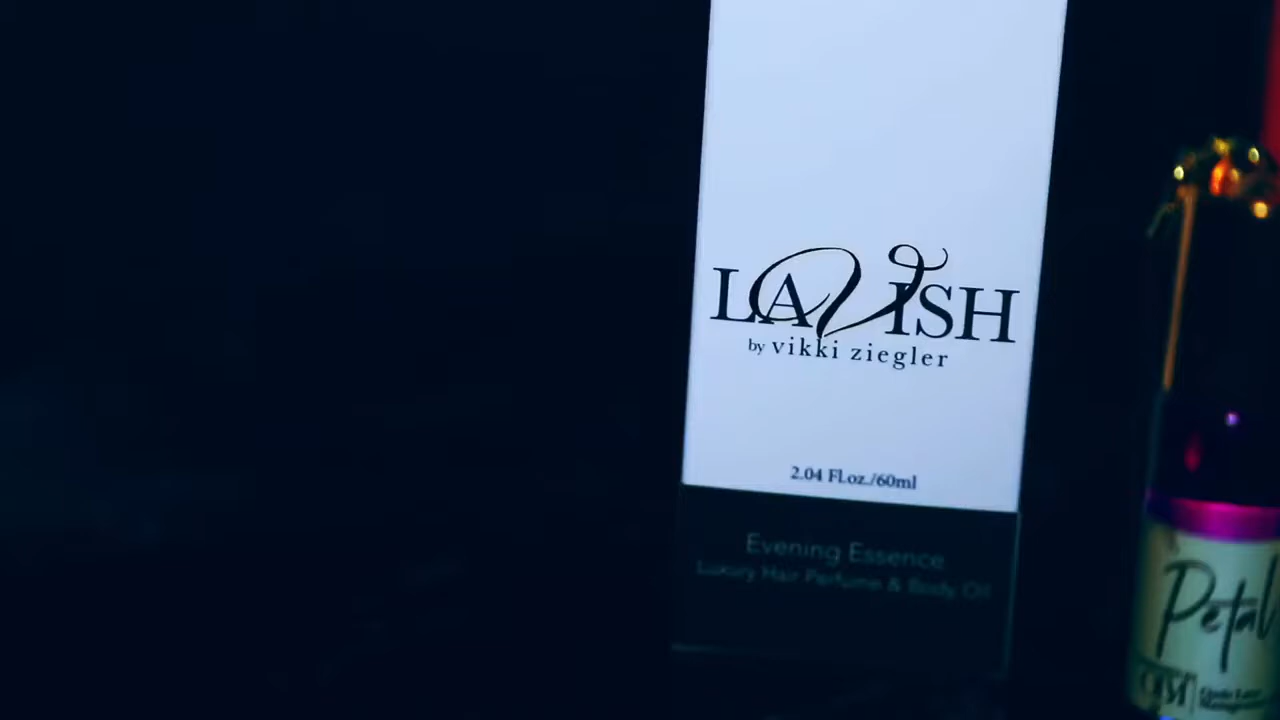 LAVISH
by vikki ziegler
2.04 Fl.oz./60ml
Evening Essence
Luxury Hair Perfume & Body Oil
Petal